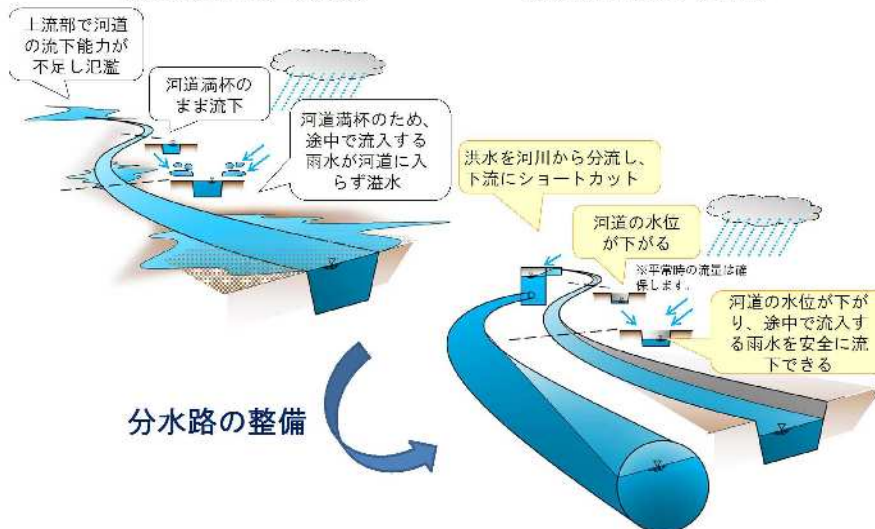 上流部で河道
の流下能力が
不足し氾濫
河道満杯の
まま流下
河道満杯のため、
途中で流入する
雨水が河道に入
らず溢水
洪水を河川から分流し、
下流にショートカット
河道の水位
が下がる
※平常時の流量は確
保します。
河道の水位が下が
り、途中で流入す
る雨水を安全に流
下できる
分水路の整備